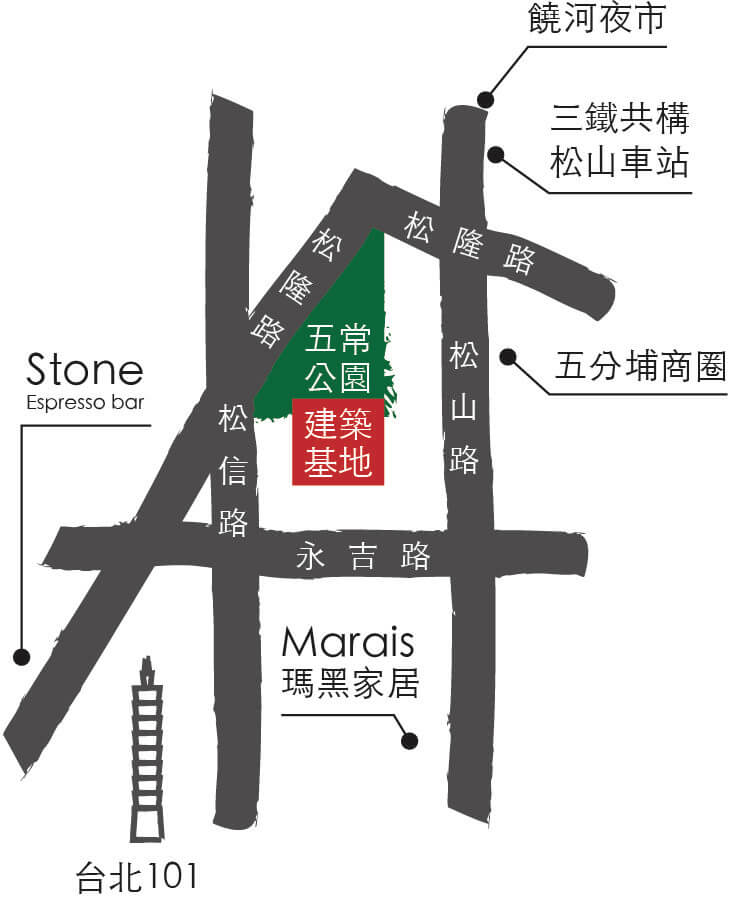 饒河夜市
三鐵共構
松山車站
松隆路
松隆路
五常
公園
松山路
五分埔商圈
Stone
Espresso bar
建築
基地
松信路
永吉路
Marais
瑪黑家居
台北101